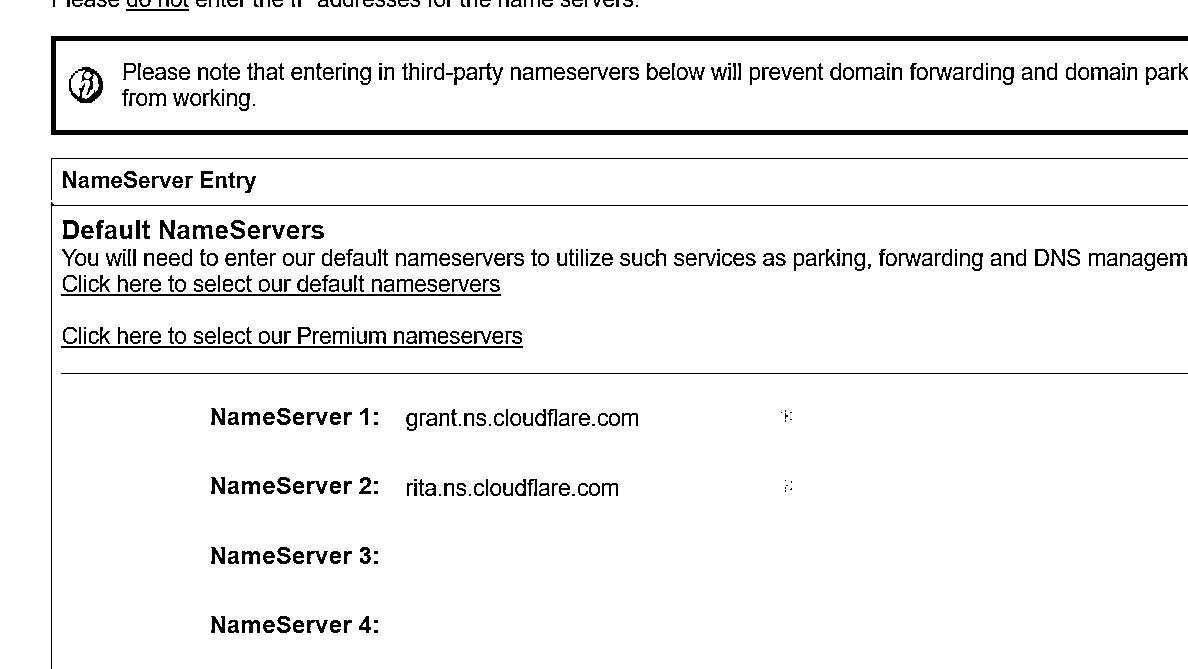 Please do not enter the IP addresses for the name servers.
Please note that entering in third-party nameservers below will prevent domain forwarding and domain park
from working.
NameServer Entry
Default NameServers
You will need to enter our default nameservers to utilize such services as parking, forwarding and DNS managem
Click here to select our default nameservers
Click here to select our Premium nameservers
NameServer 1: grant.ns.cloudflare.com *
NameServer 2: rita.ns.cloudflare.com *
NameServer 3:
NameServer 4: